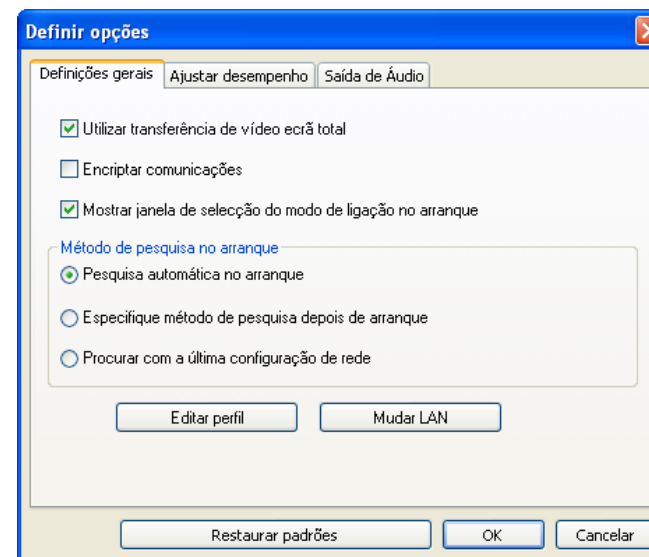 Definir opções
Definições gerais
Ajustar desempenho
Saída de Áudio
Utilizar transferência de vídeo ecrã total
Encriptar comunicações
Mostrar janela de selecção do modo de ligação no arranque
Método de pesquisa no arranque
Pesquisa automática no arranque
Especifique método de pesquisa depois de arranque
Procurar com a última configuração de rede
Editar perfil
Mudar LAN
Restaurar padrões
OK
Cancelar